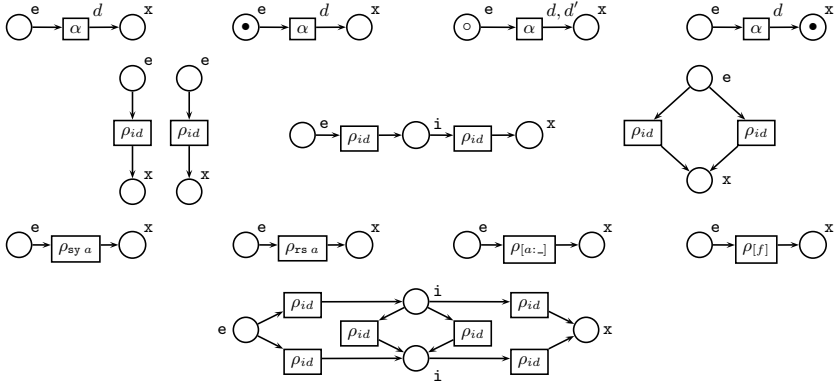 e α d x e α d x e α d, d′ x e α d x
e e e i x e
ρid ρid ρid ρid ρid ρid
x x x
e ρsy a x e ρrs a x e ρ[a:_] x e ρ[f] x
ρid i ρid
e ρid ρid x
ρid i ρid